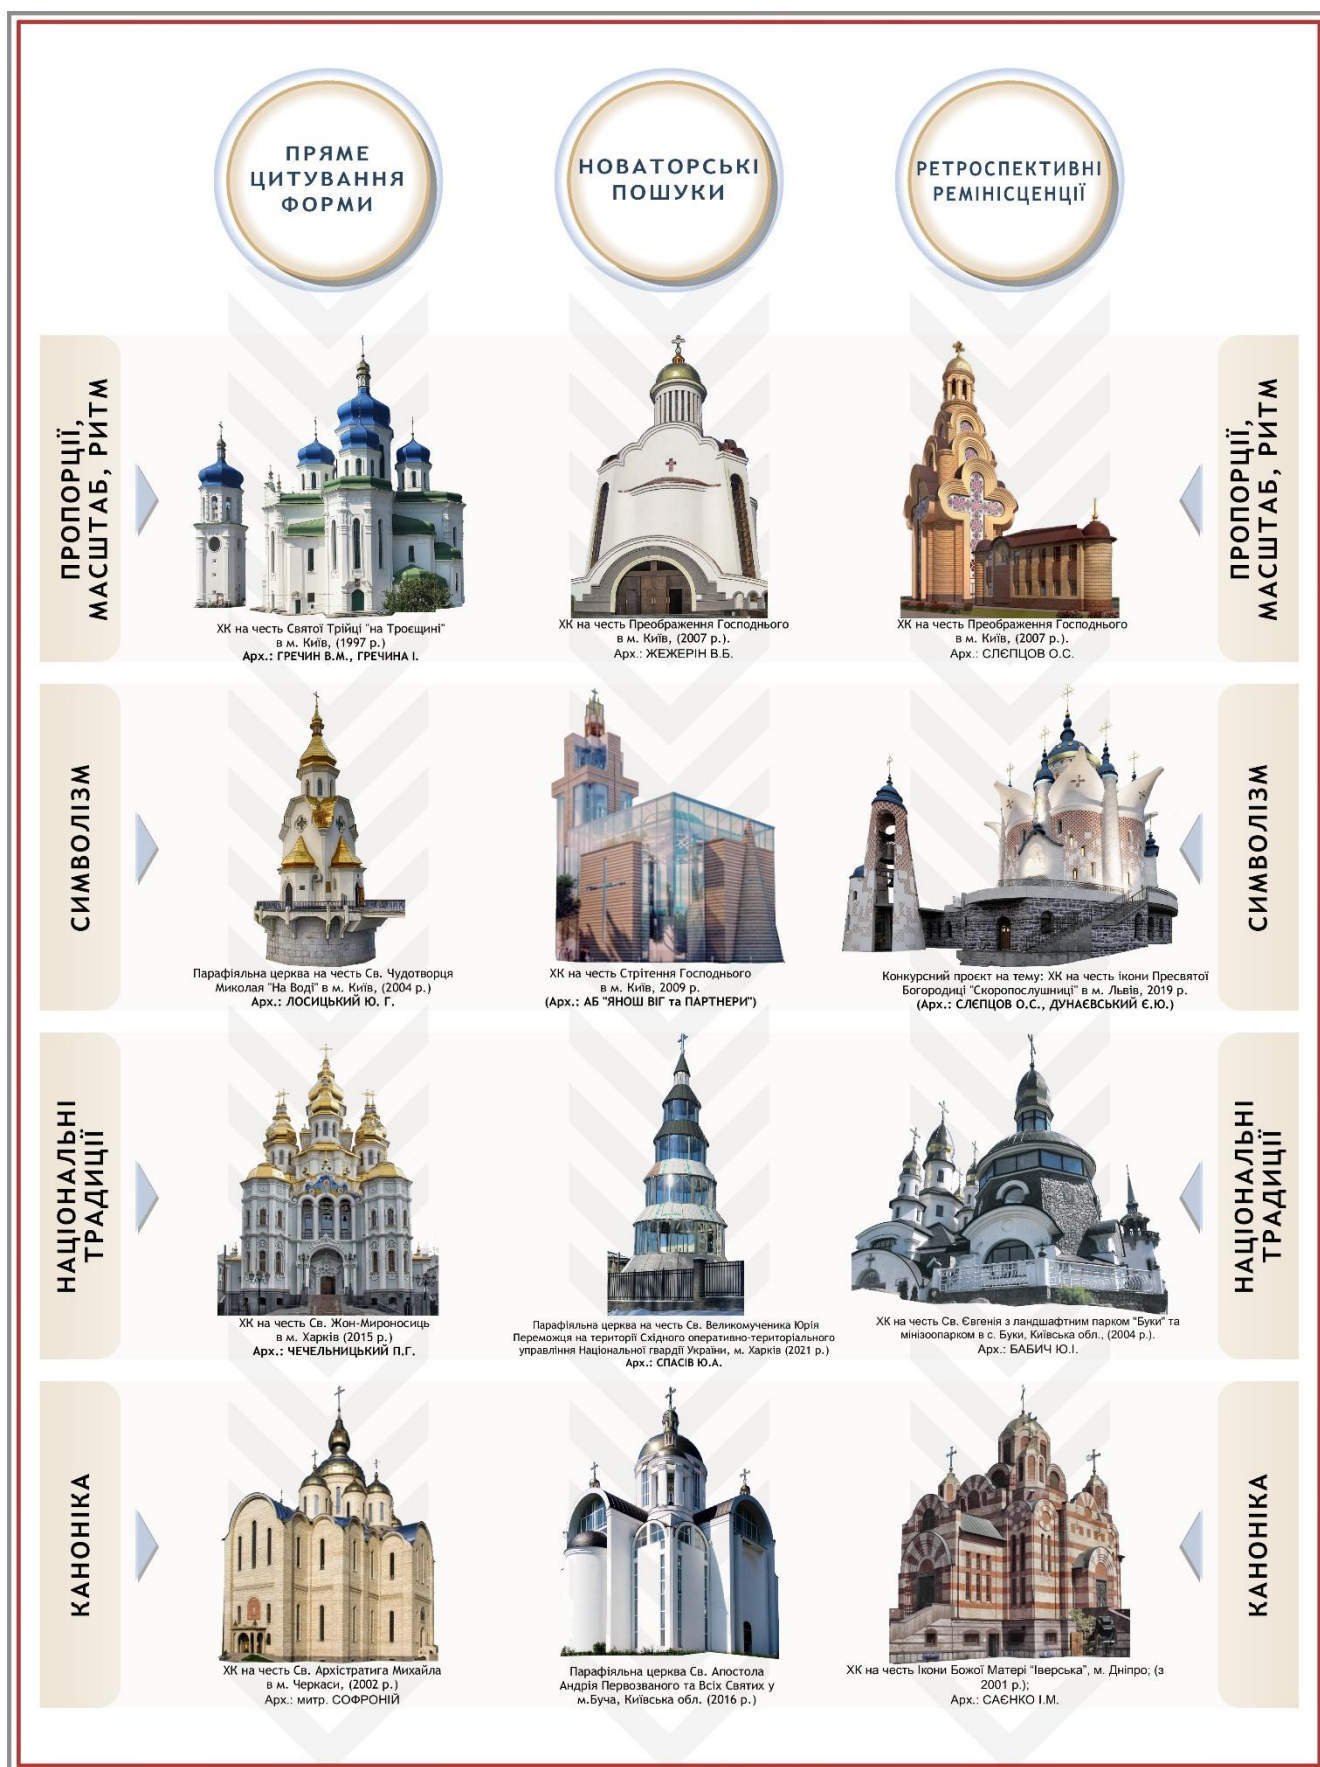 ПРЯМЕ
ЦИТУВАННЯ
ФОРМИ
НОВАТОРСЬКІ
ПОШУКИ
РЕТРОСПЕКТИВНІ
РЕМІНІСЦЕНЦІЇ
ПРОПОРЦІЇ,
МАСШТАБ, РИТМ
ХК на честь Святої Трійці "на Троєщині"
в м. Київ, (1997 р.)
Арх.: ГРЕЧИН В.М., ГРЕЧИНА І.
ХК на честь Преображення Господнього
в м. Київ, (2007 р.).
Арх.: ЖЕЖЕРІН В.Б.
ХК на честь Преображення Господнього
в м. Київ, (2007 р.).
Арх.: СЛЄПЦОВ О.С.
ПРОПОРЦІЇ,
МАСШТАБ, РИТМ
СИМВОЛІЗМ
Парафіяльна церква на честь Св. Чудотворця
Миколая "На Воді" в м. Київ, (2004 р.)
Арх.: ЛОСИЦЬКИЙ Ю. Г.
ХК на честь Стрітення Господнього
в м. Київ, 2009 р.
(Арх.: АБ "ЯНОШ ВІГ та ПАРТНЕРИ")
Конкурсний проєкт на тему: ХК на честь ікони Пресвятої
Богородиці "Скоропослушниці" в м. Львів, 2019 р.
(Арх.: СЛЄПЦОВ О.С., ДУНАЄВСЬКИЙ Є.Ю.)
СИМВОЛІЗМ
НАЦІОНАЛЬНІ
ТРАДИЦІЇ
ХК на честь Св. Жон-Мироносиць
в м. Харків (2015 р.)
Арх.: ЧЕЧЕЛЬНИЦЬКИЙ П.Г.
Парафіяльна церква на честь Св. Великомученика Юрія
Переможця на території Східного оперативно-територіального
управління Національної гвардії України, м. Харків (2021 р.)
Арх.: СПАСІВ Ю.А.
ХК на честь Св. Євгенія з ландшафтним парком "Буки" та
мінізоопарком в с. Буки, Київська обл., (2004 р.).
Арх.: БАБИЧ Ю.І.
НАЦІОНАЛЬНІ
ТРАДИЦІЇ
КАНОНІКА
ХК на честь Св. Архістратига Михайла
в м. Черкаси, (2002 р.)
Арх.: митр. СОФРОНІЙ
Парафіяльна церква Св. Апостола
Андрія Первозваного та Всіх Святих у
м.Буча, Київська обл. (2016 р.)
ХК на честь Ікони Божої Матері "Іверська", м. Дніпро; (з
2001 р.);
Арх.: САЄНКО І.М.
КАНОНІКА